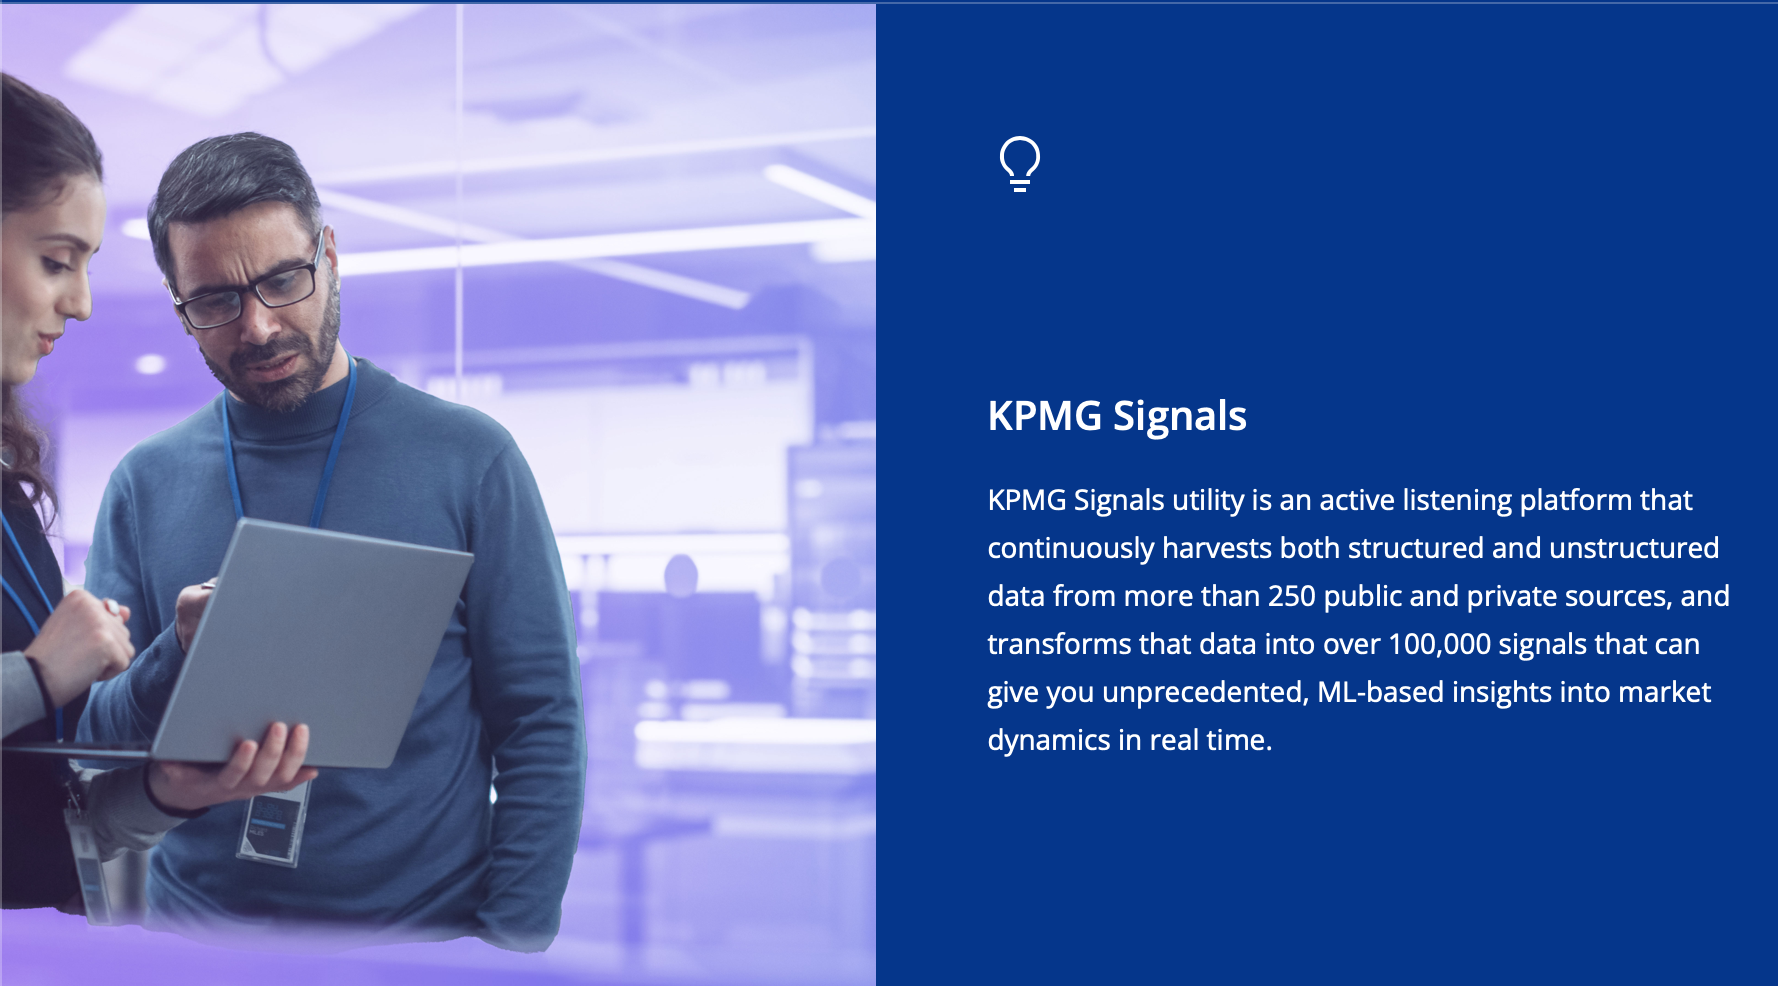 KPMG Signals
KPMG Signals utility is an active listening platform that
continuously harvests both structured and unstructured
data from more than 250 public and private sources, and
transforms that data into over 100,000 signals that can
give you unprecedented, ML-based insights into market
dynamics in real time.